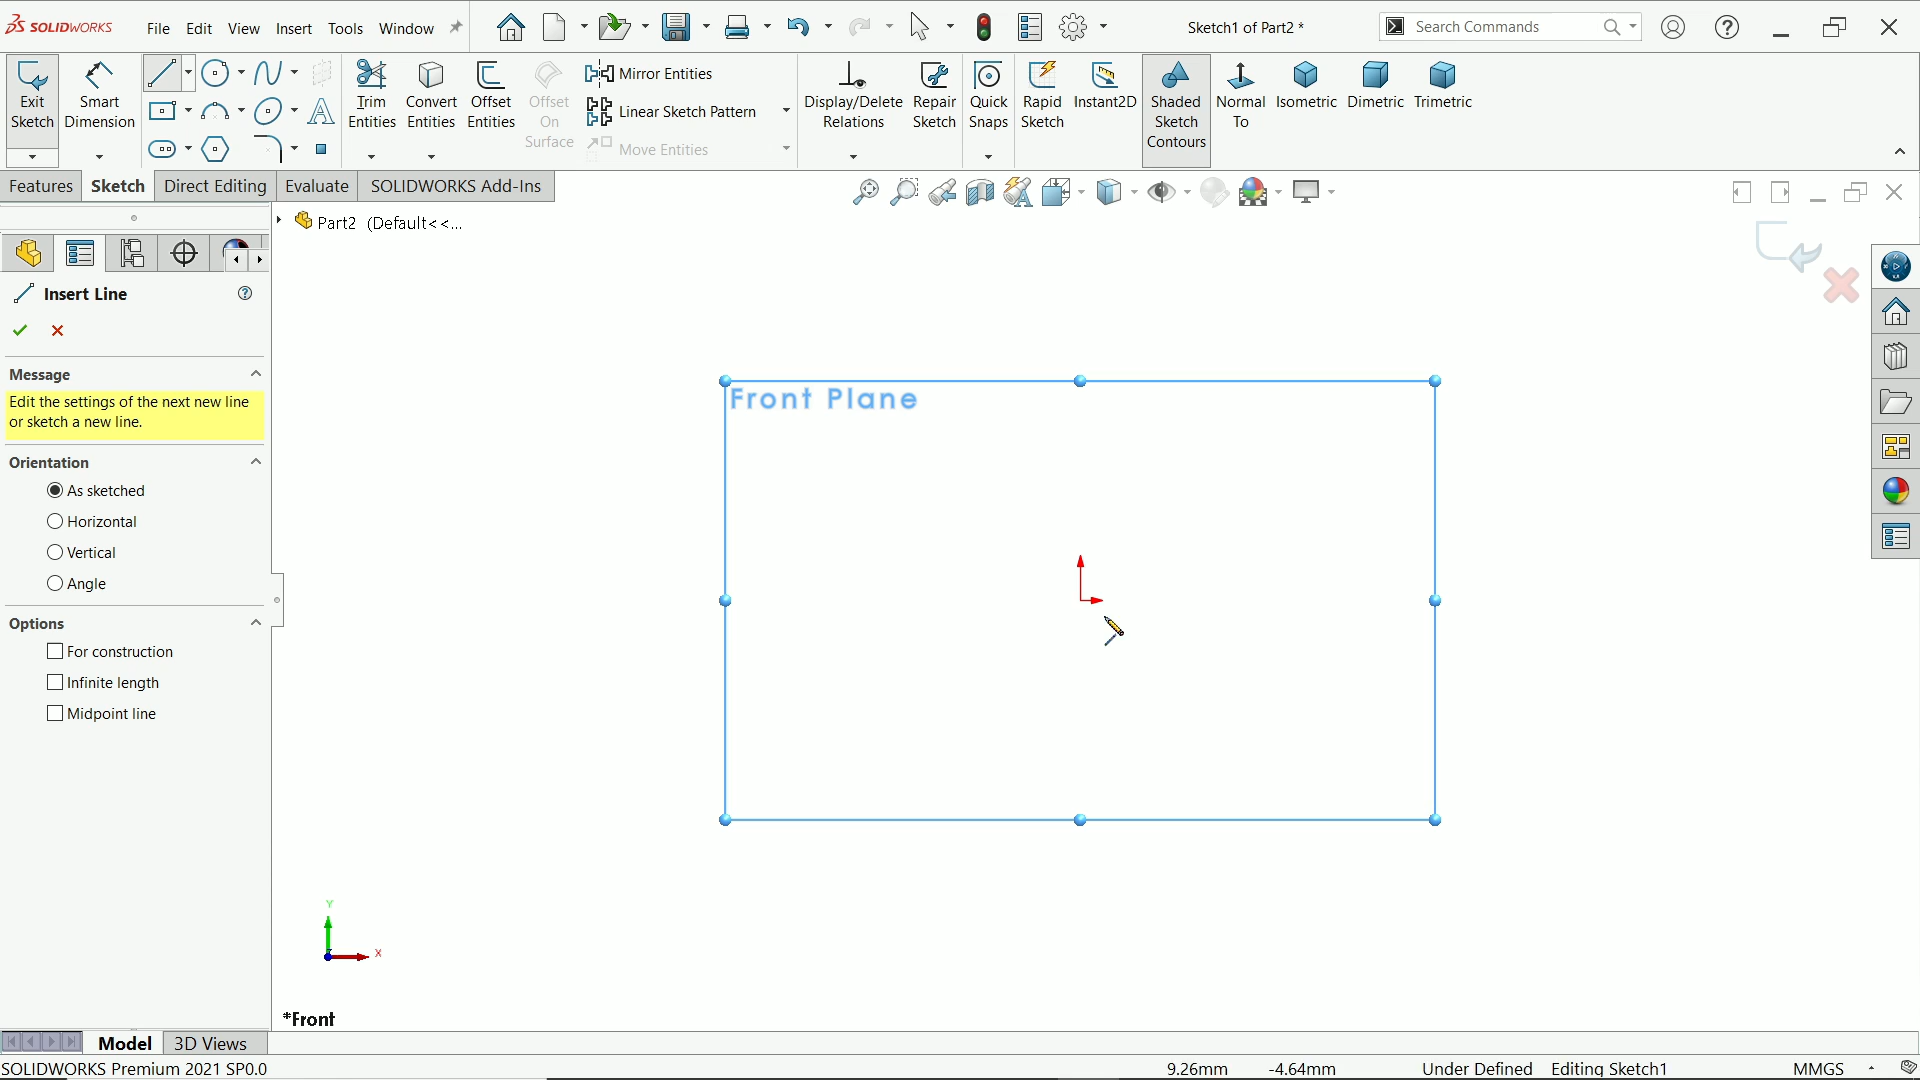 SOLIDWORKS
File Edit View Insert Tools Window
Sketch1 of Part2 *
Search Commands
Exit Sketch
Smart Dimension
Trim Entities
Convert Entities
Offset Entities
Offset On Surface
Mirror Entities
Linear Sketch Pattern
Move Entities
Display/Delete Relations
Repair Sketch
Quick Snaps
Rapid Sketch
Instant2D
Shaded Sketch Contours
Normal To
Isometric
Dimetric
Trimetric
Features Sketch Direct Editing Evaluate SOLIDWORKS Add-Ins
Part2 (Default<<...
Insert Line
Message
Edit the settings of the next new line
or sketch a new line.
Orientation
As sketched
Horizontal
Vertical
Angle
Options
For construction
Infinite length
Midpoint line
Front Plane
Y
X
*Front
Model 3D Views
SOLIDWORKS Premium 2021 SP0.0
9.26mm -4.64mm Under Defined Editing Sketch1 MMGS